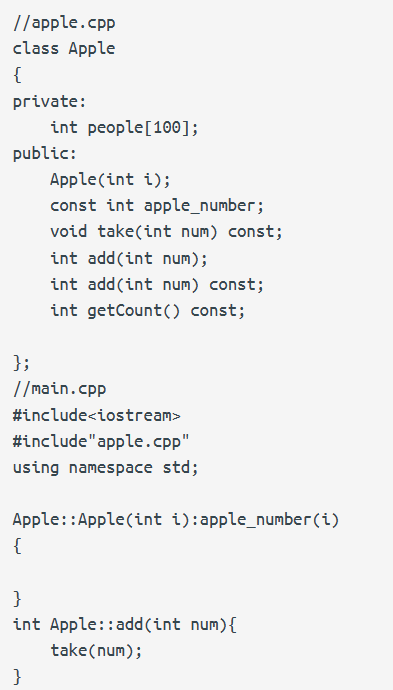 //apple.cpp
class Apple
{
private:
    int people[100];
public:
    Apple(int i);
    const int apple_number;
    void take(int num) const;
    int add(int num);
    int add(int num) const;
    int getCount() const;

};
//main.cpp
#include<iostream>
#include"apple.cpp"
using namespace std;

Apple::Apple(int i):apple_number(i)
{

}
int Apple::add(int num){
    take(num);
}